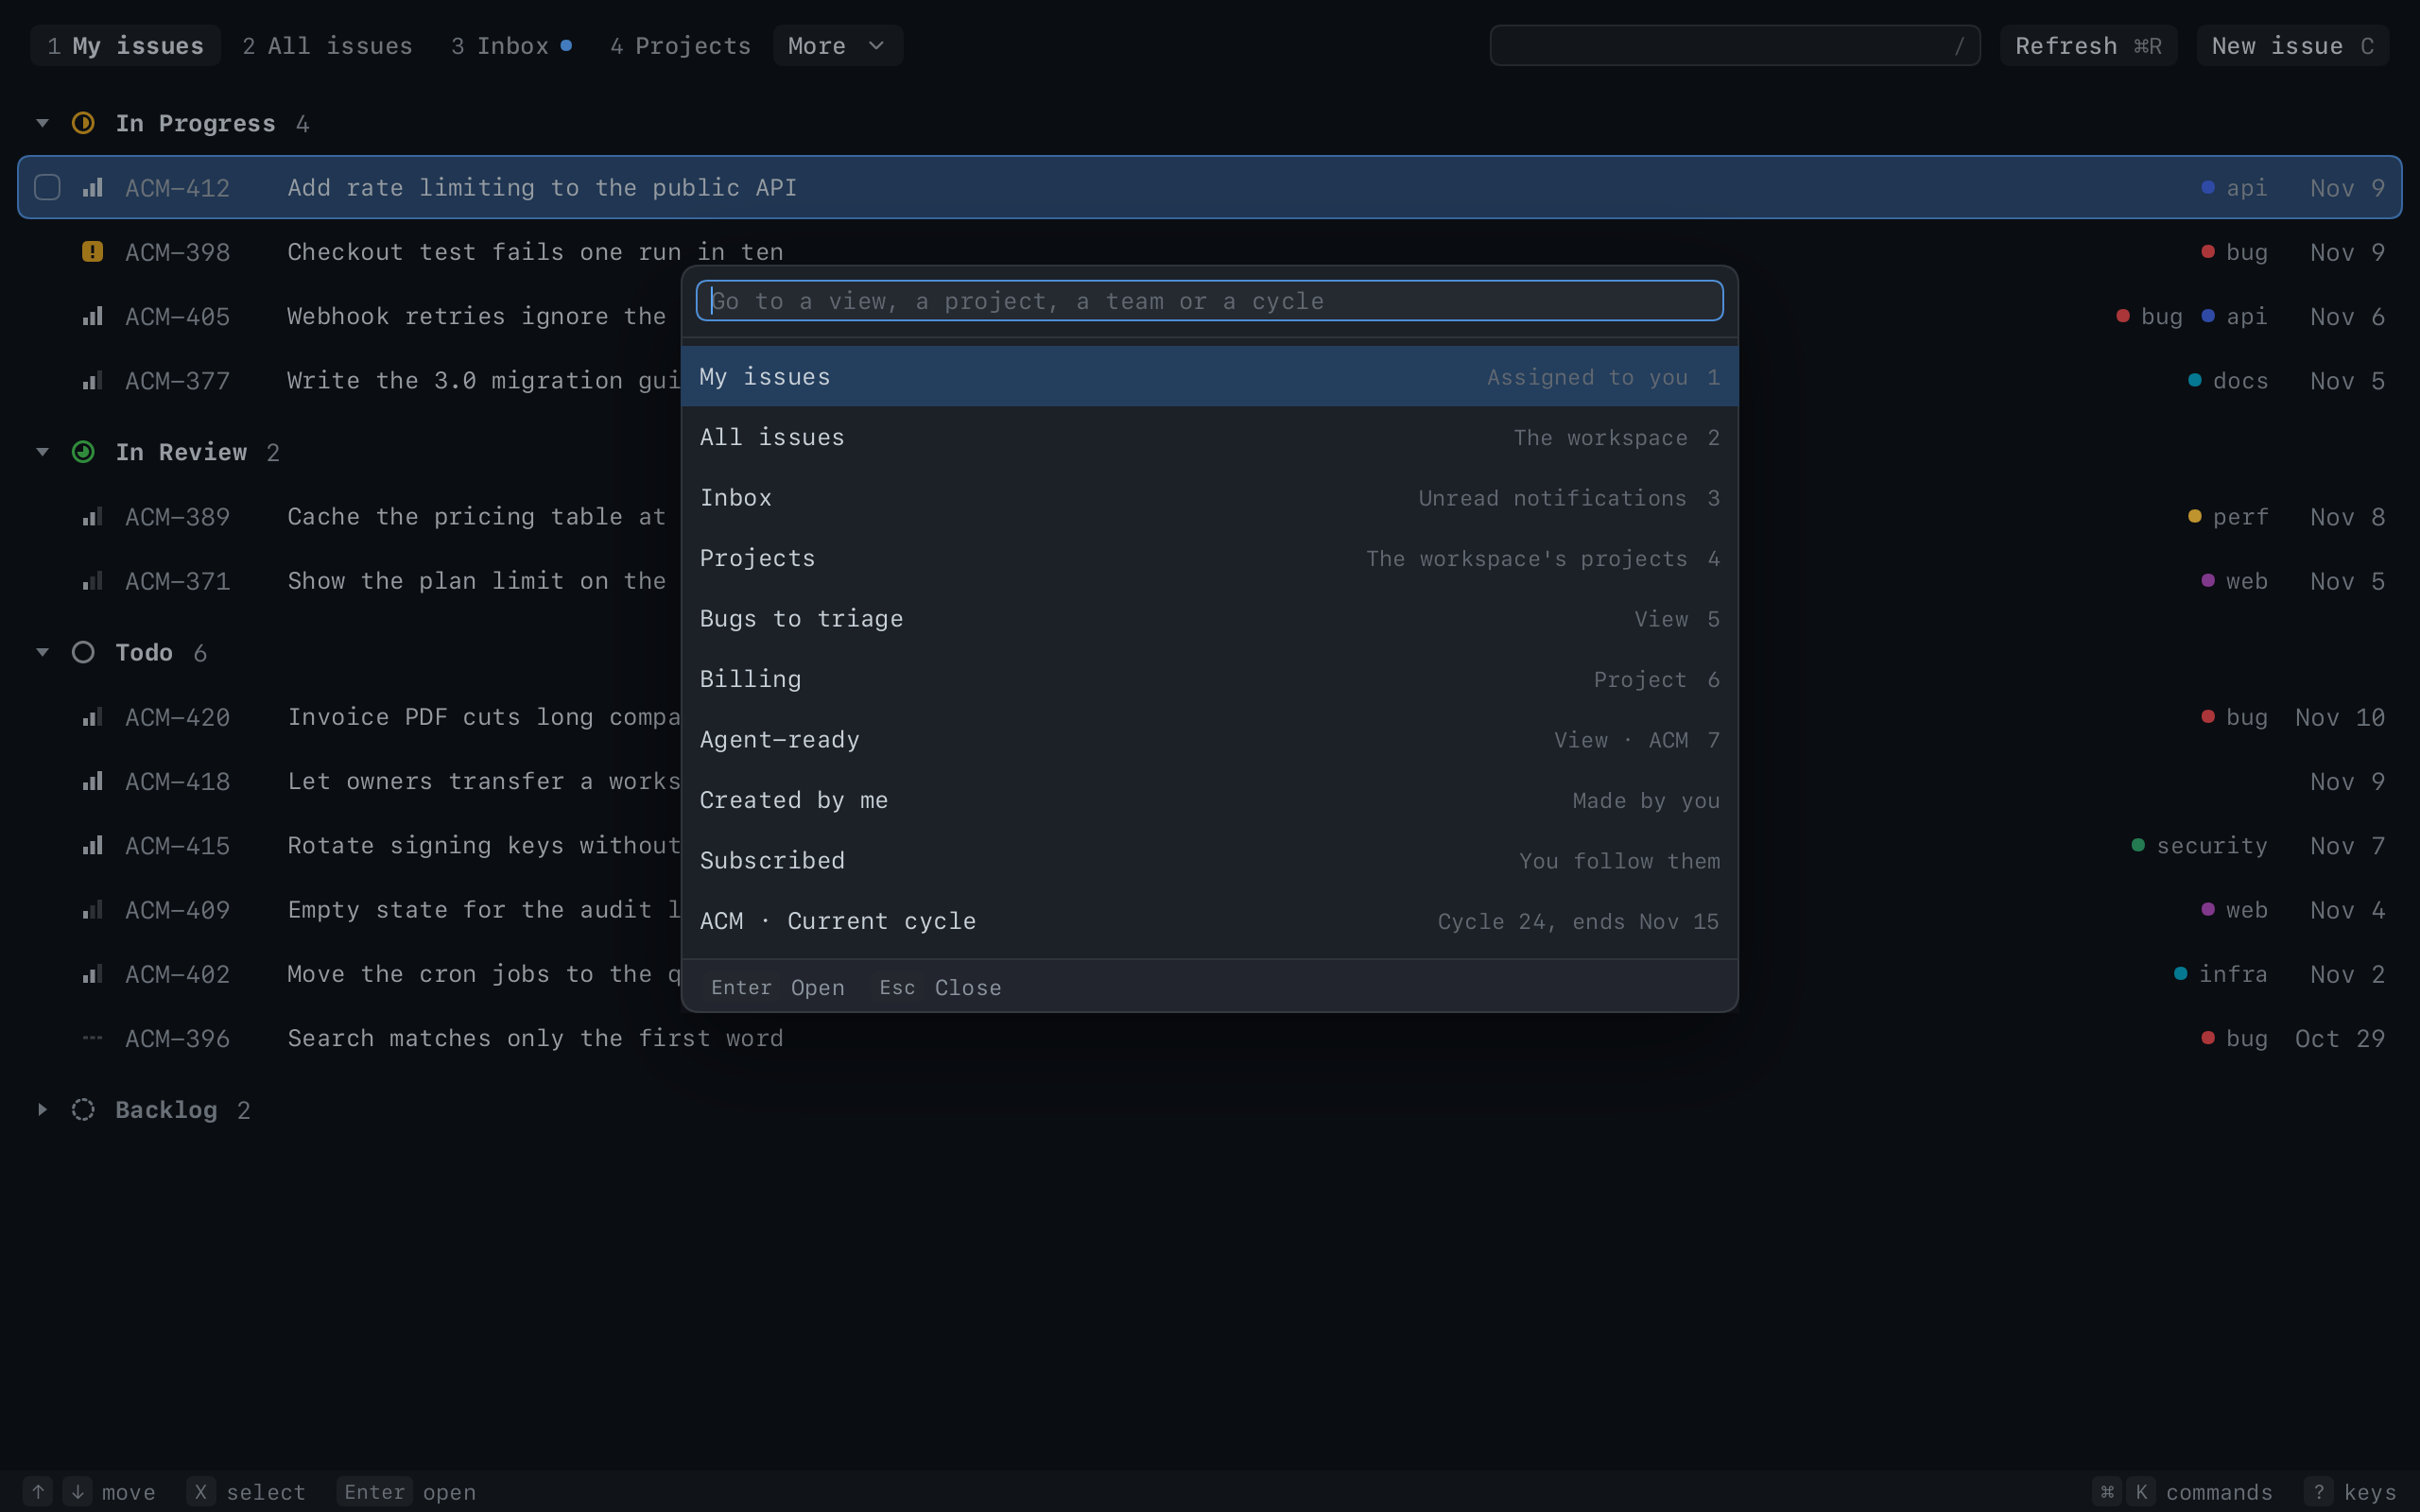 1 My issues 2 All issues 3 Inbox 4 Projects More / Refresh ⌘R New issue C
In Progress 4
ACM-412 Add rate limiting to the public API api Nov 9
ACM-398 Checkout test fails one run in ten bug Nov 9
Go to a view, a project, a team or a cycle
ACM-405 Webhook retries ignore the bug api Nov 6
My issues Assigned to you 1
ACM-377 Write the 3.0 migration gui docs Nov 5
All issues The workspace 2
In Review 2
Inbox Unread notifications 3
ACM-389 Cache the pricing table at perf Nov 8
Projects The workspace's projects 4
ACM-371 Show the plan limit on the web Nov 5
Bugs to triage View 5
Todo 6
Billing Project 6
ACM-420 Invoice PDF cuts long compa bug Nov 10
Agent-ready View · ACM 7
ACM-418 Let owners transfer a works Nov 9
Created by me Made by you
ACM-415 Rotate signing keys without security Nov 7
Subscribed You follow them
ACM-409 Empty state for the audit l web Nov 4
ACM · Current cycle Cycle 24, ends Nov 15
ACM-402 Move the cron jobs to the q infra Nov 2
Enter Open Esc Close
ACM-396 Search matches only the first word bug Oct 29
Backlog 2
↑ ↓ move X select Enter open ⌘ K commands ? keys